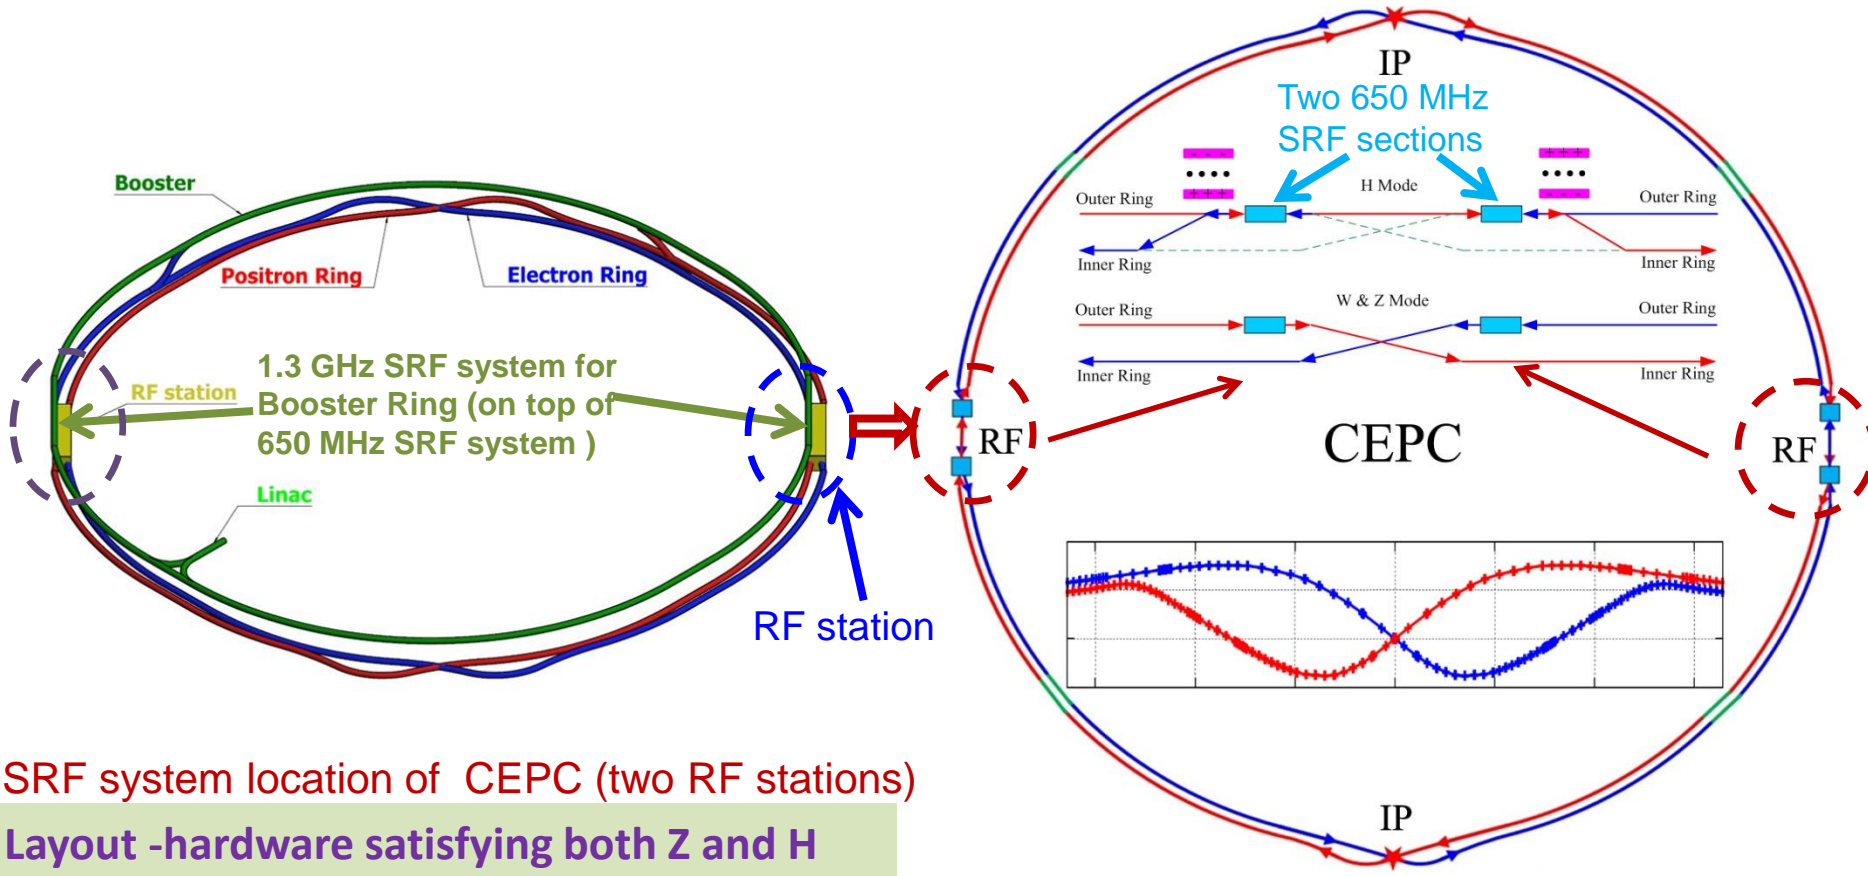 Booster
Positron Ring
Electron Ring
1.3 GHz SRF system for
Booster Ring (on top of
650 MHz SRF system )
RF station
Linac
RF station
IP
Two 650 MHz
SRF sections
- - -
+ + +
+ + +
- - -
H Mode
Outer Ring
Outer Ring
Inner Ring
Inner Ring
W & Z Mode
Outer Ring
Outer Ring
Inner Ring
Inner Ring
RF
CEPC
RF
IP
SRF system location of CEPC (two RF stations)
Layout -hardware satisfying both Z and H